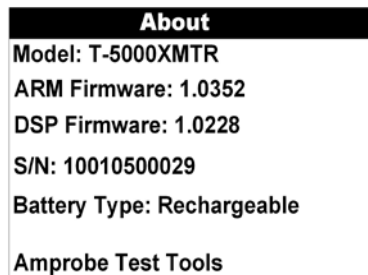 About
Model: T-5000XMTR
ARM Firmware: 1.0352
DSP Firmware: 1.0228
S/N: 10010500029
Battery Type: Rechargeable
Amprobe Test Tools